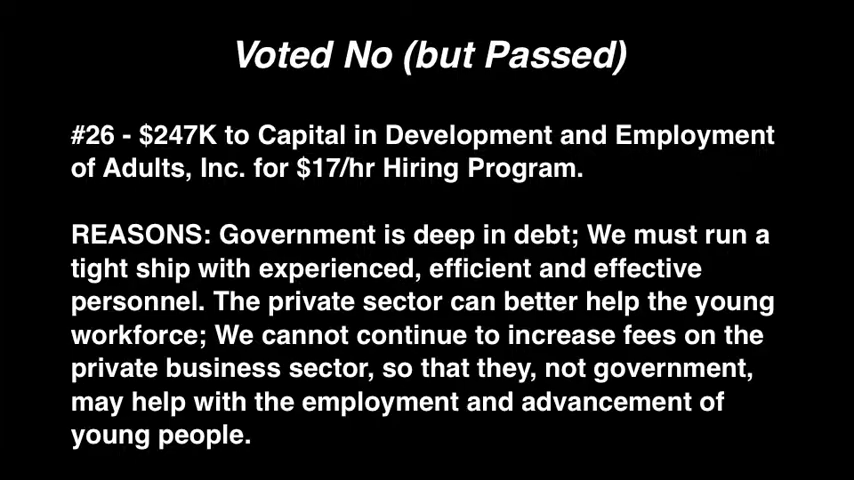 Voted No (but Passed)
#26 - $247K to Capital in Development and Employment
of Adults, Inc. for $17/hr Hiring Program.
REASONS: Government is deep in debt; We must run a
tight ship with experienced, efficient and effective
personnel. The private sector can better help the young
workforce; We cannot continue to increase fees on the
private business sector, so that they, not government,
may help with the employment and advancement of
young people.